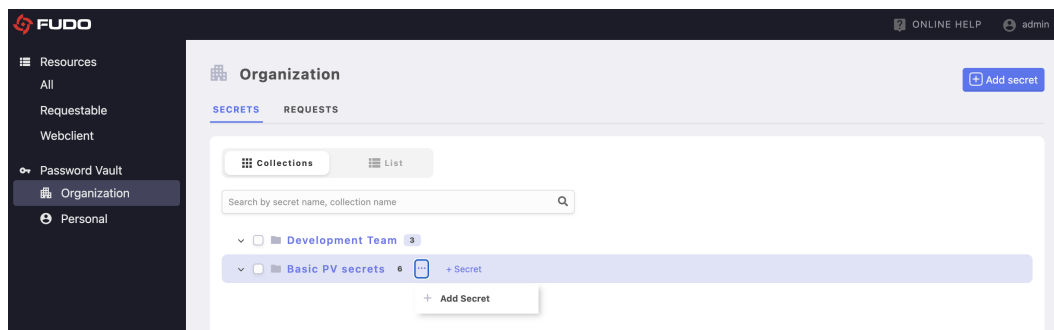 FUDO
ONLINE HELP
admin
Resources
All
Requestable
Webclient
Password Vault
Organization
Personal
Organization
Add secret
SECRETS
REQUESTS
Collections
List
Search by secret name, collection name
Development Team 3
Basic PV secrets 6 ... + Secret
+ Add Secret